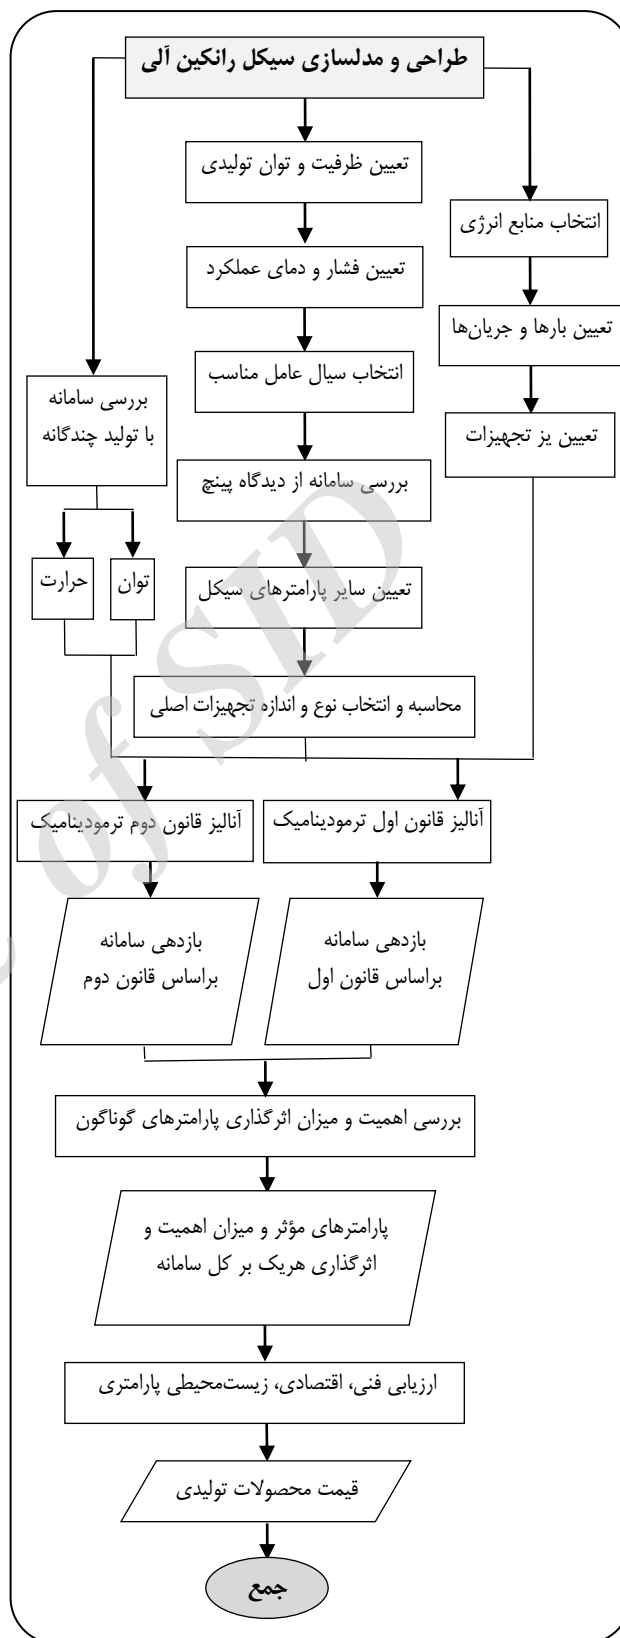 طراحی و مدلسازی سیکل رانکین آلی
تعیین ظرفیت و توان تولیدی
انتخاب منابع انرژی
تعیین فشار و دمای عملکرد
تعیین بارها و جریان‌ها
انتخاب سیال عامل مناسب
بررسی سامانه
با تولید چندگانه
تعیین یز تجهیزات
بررسی سامانه از دیدگاه پینچ
توان
حرارت
تعیین سایر پارامترهای سیکل
محاسبه و انتخاب نوع و اندازه تجهیزات اصلی
آنالیز قانون اول ترمودینامیک
آنالیز قانون دوم ترمودینامیک
بازدهی سامانه
براساس قانون اول
بازدهی سامانه
براساس قانون دوم
بررسی اهمیت و میزان اثرگذاری پارامترهای گوناگون
پارامترهای مؤثر و میزان اهمیت و
اثرگذاری هریک بر کل سامانه
ارزیابی فنی، اقتصادی، زیست‌محیطی پارامتری
قیمت محصولات تولیدی
جمع
of SID